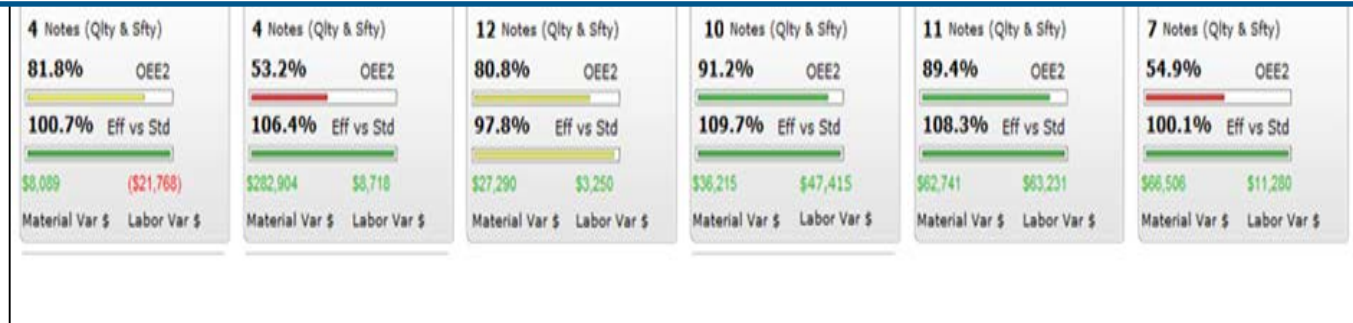 4 Notes (Qlty & Sfty)
81.8% OEE2
100.7% Eff vs Std
$8,089 ($21,768)
Material Var $ Labor Var $
4 Notes (Qlty & Sfty)
53.2% OEE2
106.4% Eff vs Std
$282,904 $8,718
Material Var $ Labor Var $
12 Notes (Qlty & Sfty)
80.8% OEE2
97.8% Eff vs Std
$27,290 $3,250
Material Var $ Labor Var $
10 Notes (Qlty & Sfty)
91.2% OEE2
109.7% Eff vs Std
$36,215 $47,415
Material Var $ Labor Var $
11 Notes (Qlty & Sfty)
89.4% OEE2
108.3% Eff vs Std
$62,741 $63,231
Material Var $ Labor Var $
7 Notes (Qlty & Sfty)
54.9% OEE2
100.1% Eff vs Std
$66,506 $11,280
Material Var $ Labor Var $